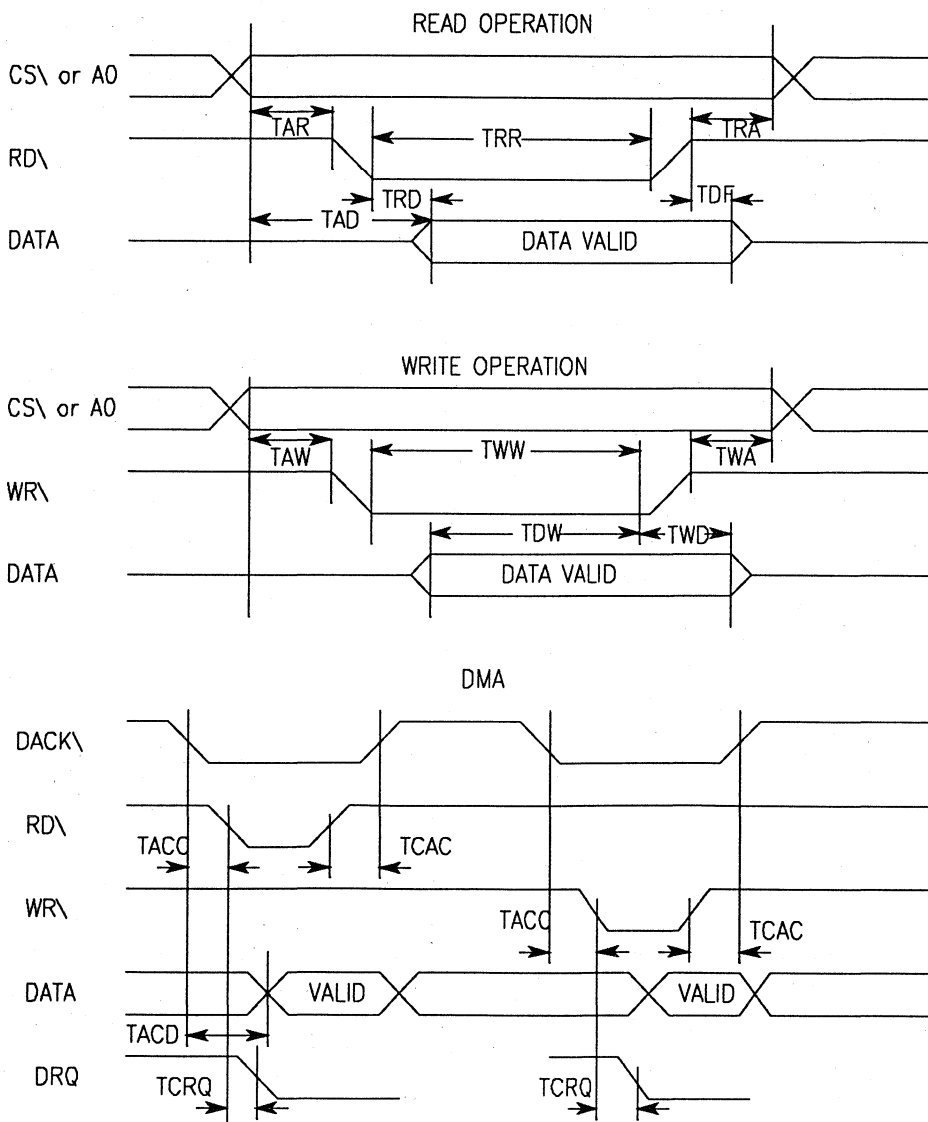 READ OPERATION
CS\ or A0
TAR
TRR
TRA
RD\
TRD
TDF
TAD
DATA
DATA VALID
WRITE OPERATION
CS\ or A0
TAW
TWW
TWA
WR\
TDW
TWD
DATA
DATA VALID
DMA
DACK\
RD\
TACC
TCAC
WR\
TACC
TCAC
DATA
VALID
VALID
TACD
DRQ
TCRQ
TCRQ